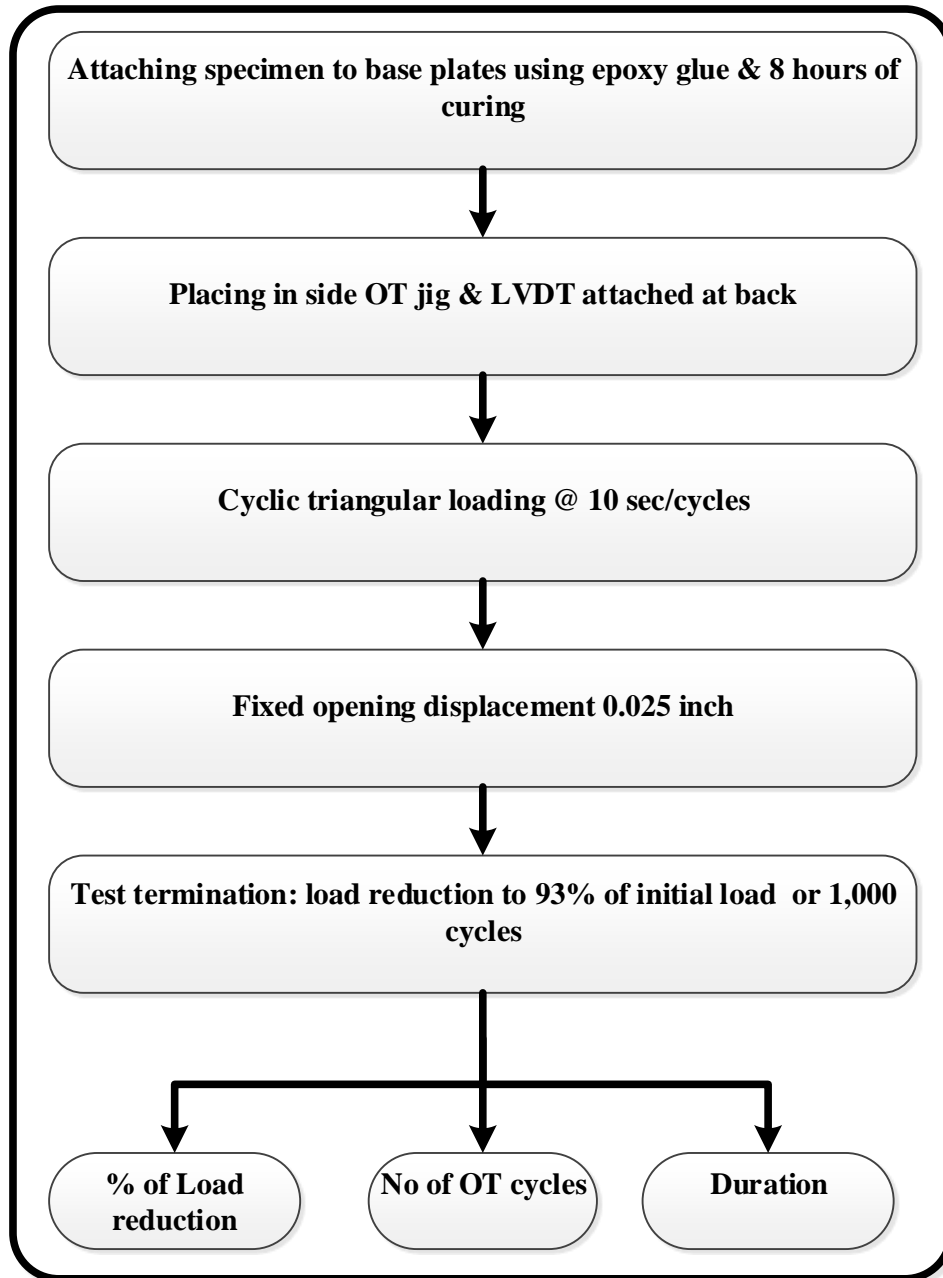 Attaching specimen to base plates using epoxy glue & 8 hours of
curing
Placing in side OT jig & LVDT attached at back
Cyclic triangular loading @ 10 sec/cycles
Fixed opening displacement 0.025 inch
Test termination: load reduction to 93% of initial load or 1,000
cycles
% of Load
reduction
No of OT cycles
Duration